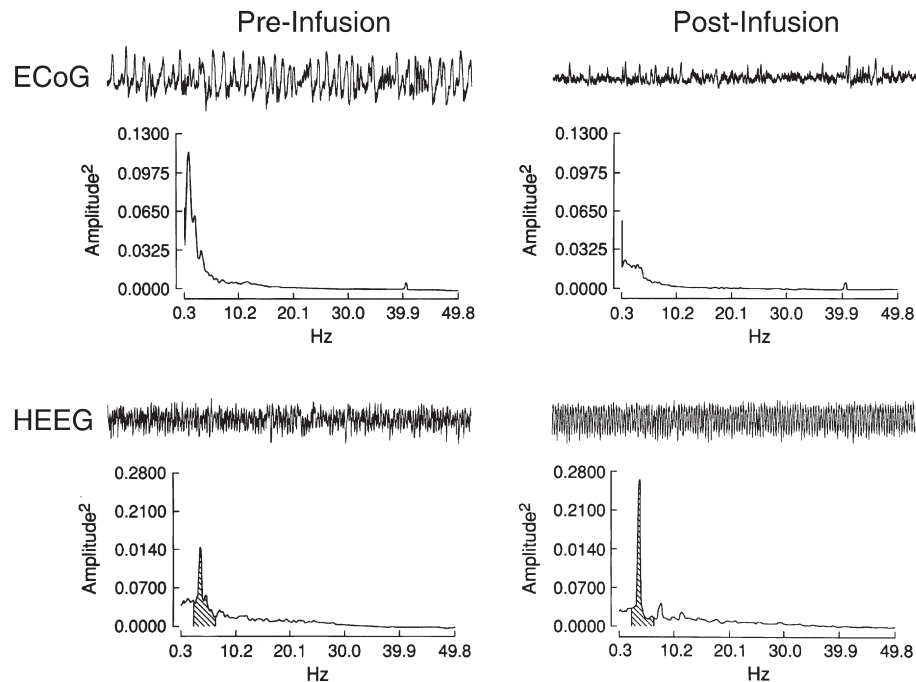 Pre-Infusion Post-Infusion
ECoG
Amplitude²
0.1300
0.0975
0.0650
0.0325
0.0000
0.3 10.2 20.1 30.0 39.9 49.8
Hz
Amplitude²
0.1300
0.0975
0.0650
0.0325
0.0000
0.3 10.2 20.1 30.0 39.9 49.8
Hz
HEEG
Amplitude²
0.2800
0.2100
0.0140
0.0700
0.0000
0.3 10.2 20.1 30.0 39.9 49.8
Hz
Amplitude²
0.2800
0.2100
0.0140
0.0700
0.0000
0.3 10.2 20.1 30.0 39.9 49.8
Hz